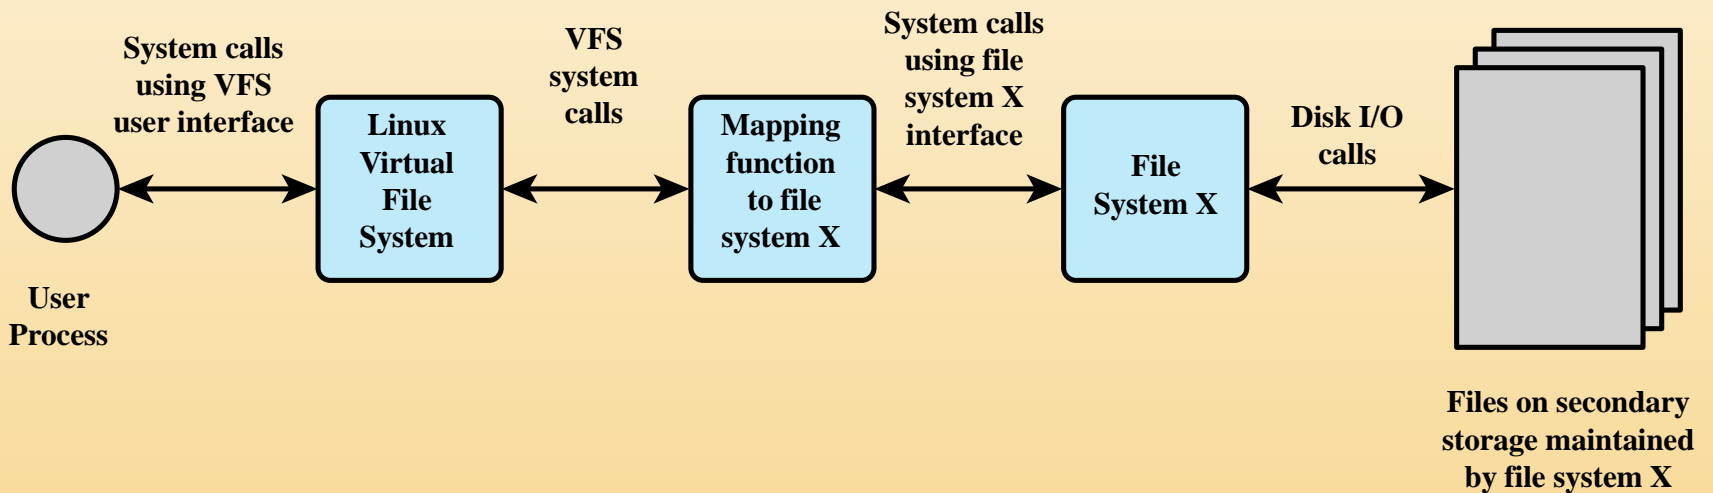 System calls
using VFS
user interface
VFS
system
calls
System calls
using file
system X
interface
Disk I/O
calls
User
Process
Linux
Virtual
File
System
Mapping
function
to file
system X
File
System X
Files on secondary
storage maintained
by file system X